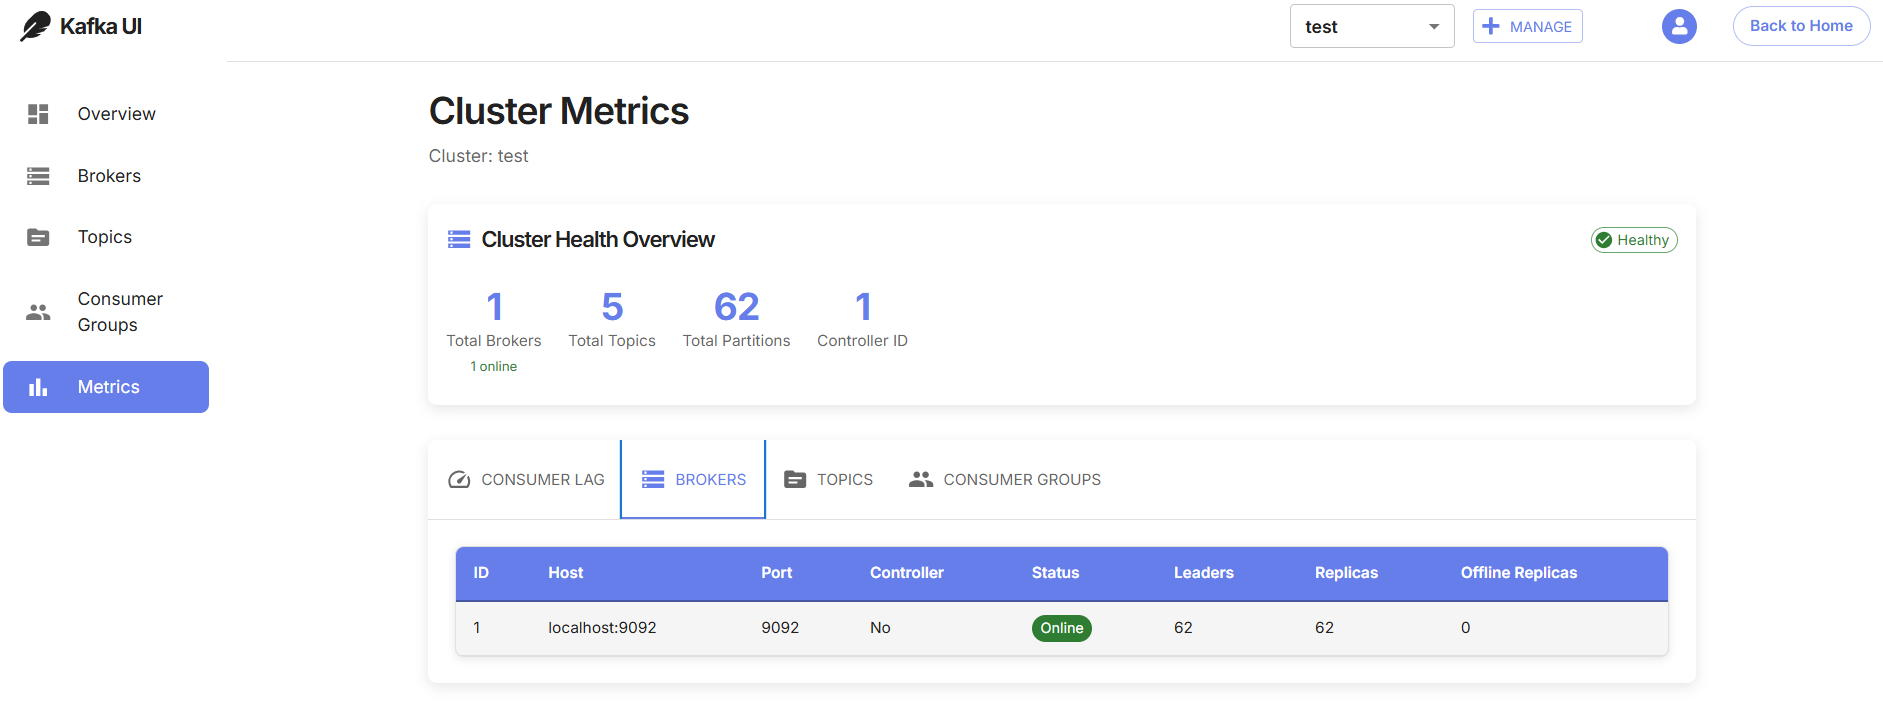 Kafka UI
test
MANAGE
Back to Home
Overview
Brokers
Topics
Consumer
Groups
Metrics
Cluster Metrics
Cluster: test
Cluster Health Overview
Healthy
1 5 62 1
Total Brokers Total Topics Total Partitions Controller ID
1 online
CONSUMER LAG BROKERS TOPICS CONSUMER GROUPS
ID Host Port Controller Status Leaders Replicas Offline Replicas
1 localhost:9092 9092 No Online 62 62 0